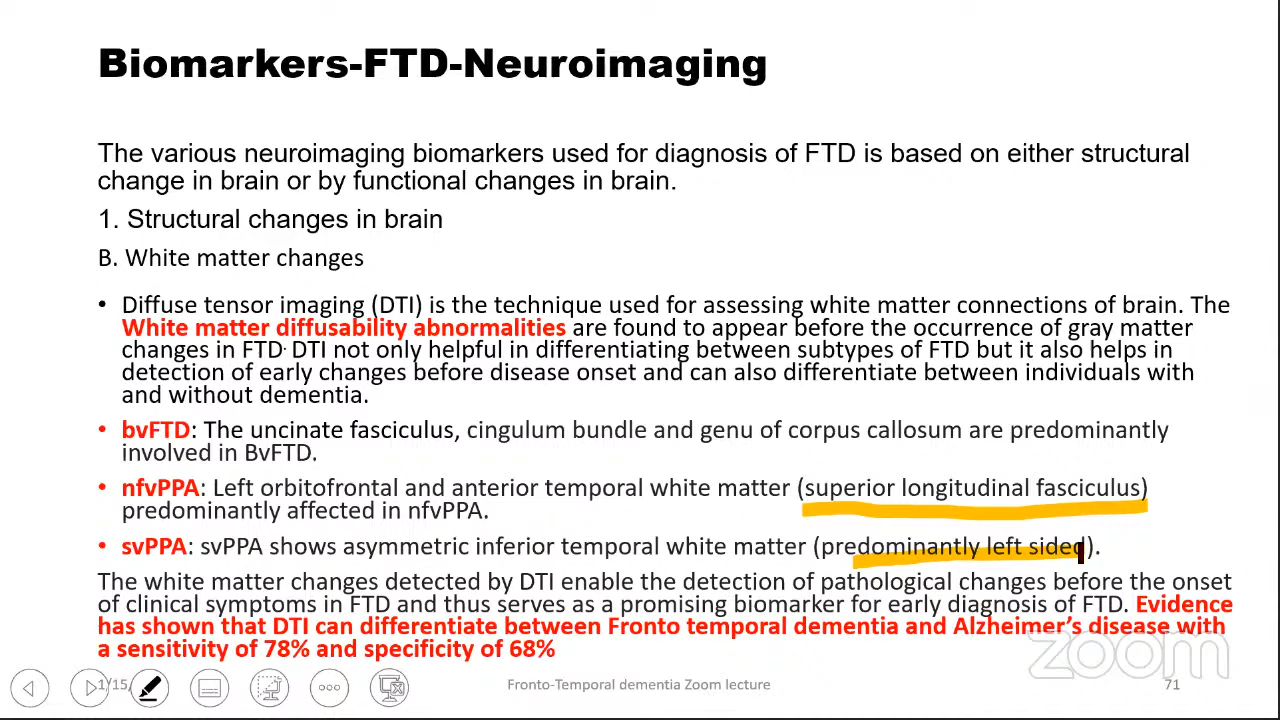 Biomarkers-FTD-Neuroimaging
The various neuroimaging biomarkers used for diagnosis of FTD is based on either structural
change in brain or by functional changes in brain.
1. Structural changes in brain
B. White matter changes
• Diffuse tensor imaging (DTI) is the technique used for assessing white matter connections of brain. The
White matter diffusability abnormalities are found to appear before the occurrence of gray matter
changes in FTD. DTI not only helpful in differentiating between subtypes of FTD but it also helps in
detection of early changes before disease onset and can also differentiate between individuals with
and without dementia.
• bvFTD: The uncinate fasciculus, cingulum bundle and genu of corpus callosum are predominantly
involved in BvFTD.
• nfvPPA: Left orbitofrontal and anterior temporal white matter (superior longitudinal fasciculus)
predominantly affected in nfvPPA.
• svPPA: svPPA shows asymmetric inferior temporal white matter (predominantly left sided).
The white matter changes detected by DTI enable the detection of pathological changes before the onset
of clinical symptoms in FTD and thus serves as a promising biomarker for early diagnosis of FTD. Evidence
has shown that DTI can differentiate between Fronto temporal dementia and Alzheimer's disease with
a sensitivity of 78% and specificity of 68%
zoom
1/15,
Fronto-Temporal dementia Zoom lecture
71